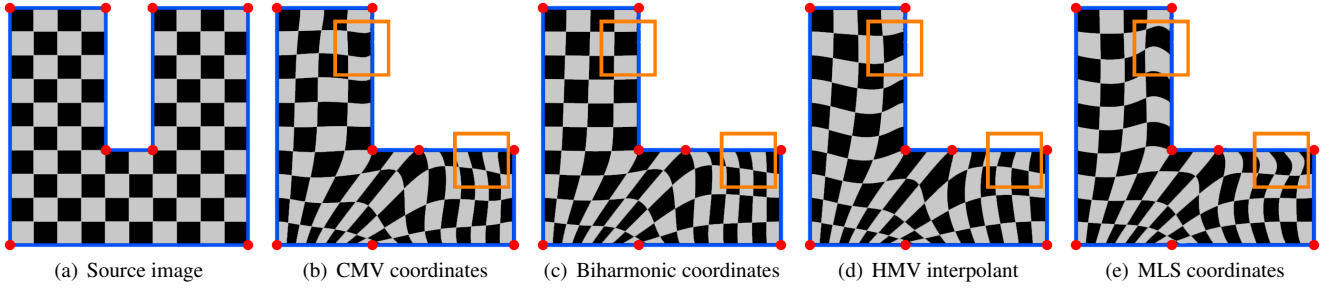 (a) Source image (b) CMV coordinates (c) Biharmonic coordinates (d) HMV interpolant (e) MLS coordinates